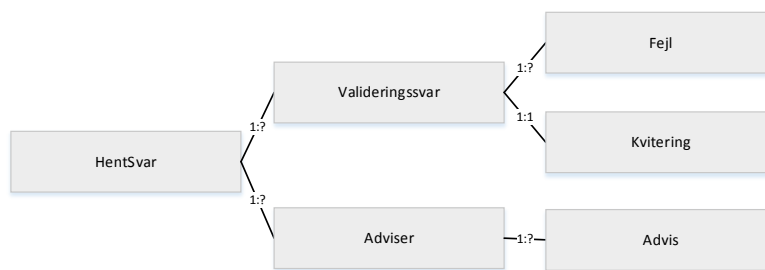 Fejl
1:?
Valideringssvar
1:1
1:?
Kvitering
HentSvar
1:?
Adviser
1:?
Advis